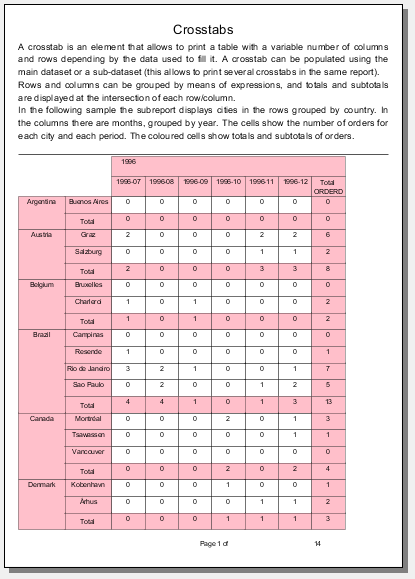 Crosstabs
A crosstab is an element that allows to print a table with a variable number of columns
and rows depending by the data used to fill it. A crosstab can be populated using the
main dataset or a sub-dataset (this allows to print several crosstabs in the same report).
Rows and columns can be grouped by means of expressions, and totals and subtotals
are displayed at the intersection of each row/column.
In the following sample the subreport displays cities in the rows grouped by country. In
the columns there are months, grouped by year. The cells show the number of orders for
each city and each period. The coloured cells show totals and subtotals of orders.
1996
1996-07 1996-08 1996-09 1996-10 1996-11 1996-12 Total
ORDERD
Argentina Buenos Aires 0 0 0 0 0 0 0
Total 0 0 0 0 0 0 0
Austria Graz 2 0 0 0 2 2 6
Salzburg 0 0 0 0 1 1 2
Total 2 0 0 0 3 3 8
Belgium Bruxelles 0 0 0 0 0 0 0
Charleroi 1 0 1 0 0 0 2
Total 1 0 1 0 0 0 2
Brazil Campinas 0 0 0 0 0 0 0
Resende 1 0 0 0 0 0 1
Rio de Janeiro 3 2 1 0 0 1 7
Sao Paulo 0 2 0 0 1 2 5
Total 4 4 1 0 1 3 13
Canada Montréal 0 0 0 2 0 1 3
Tsawassen 0 0 0 0 0 1 1
Vancouver 0 0 0 0 0 0 0
Total 0 0 0 2 0 2 4
Denmark Kobenhavn 0 0 0 1 0 0 1
Århus 0 0 0 0 1 1 2
Total 0 0 0 1 1 1 3
Page 1 of 14